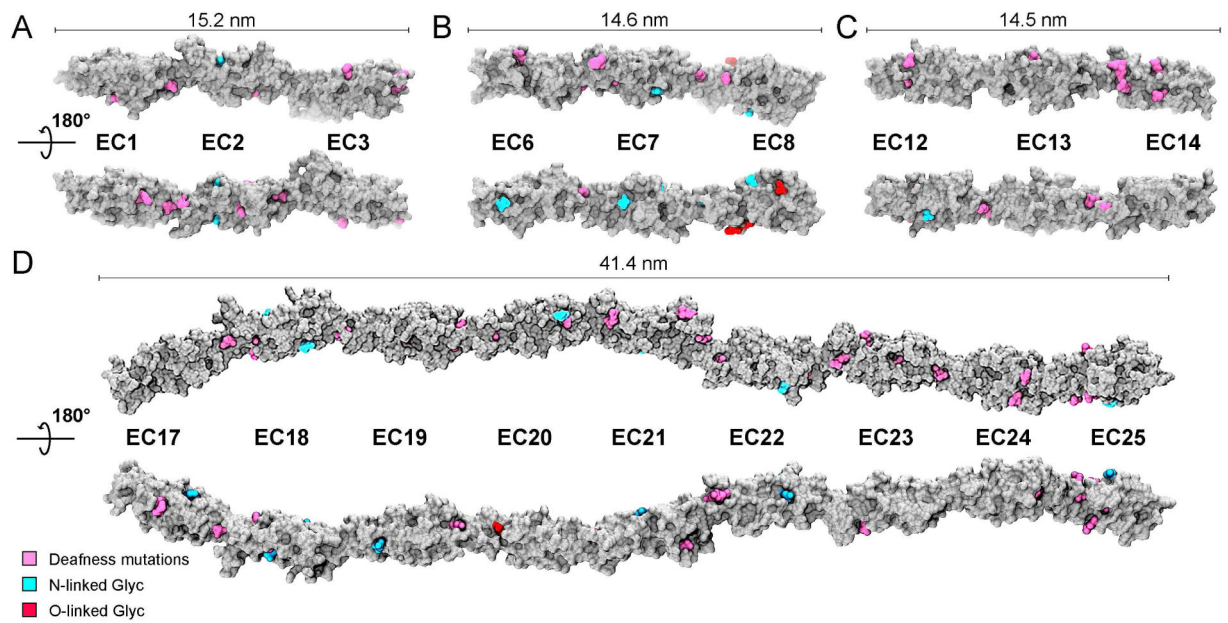 A
15.2 nm
B
14.6 nm
C
14.5 nm
180°
EC1 EC2 EC3
EC6 EC7 EC8
EC12 EC13 EC14
D
41.4 nm
180°
EC17 EC18 EC19 EC20 EC21 EC22 EC23 EC24 EC25
Deafness mutations
N-linked Glyc
O-linked Glyc